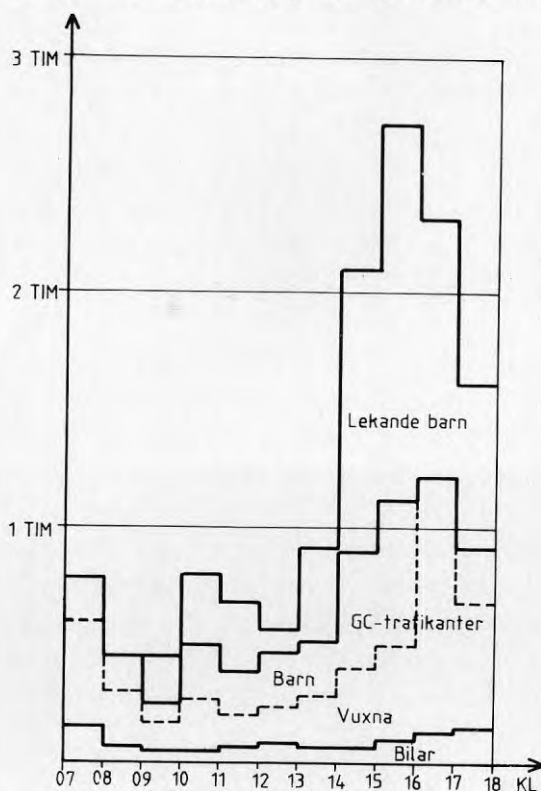 3 TIM
2 TIM
Lekande barn
1 TIM
GC-trafikanter
Barn
Vuxna
Bilar
07 08 09 10 11 12 13 14 15 16 17 18 KL